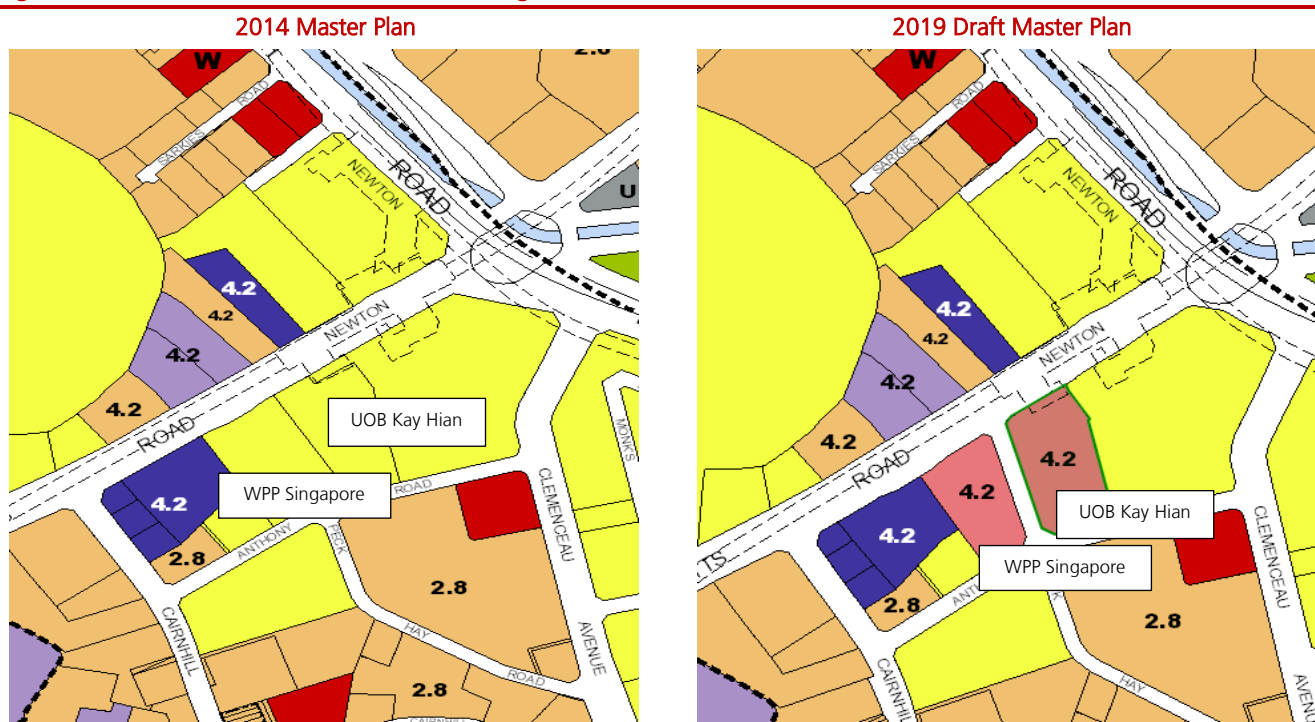 2014 Master Plan
2019 Draft Master Plan
W
SARKIES
ROAD
ROAD
NEWTON
U
4.2
4.2
4.2
4.2
NEWTON
ROAD
UOB Kay Hian
MONKS
WPP Singapore
4.2
ROAD
CLEMENCEAU
ANTHONY
PECK
2.8
2.8
CAIRNHILL
HAY
AVENUE
ROAD
2.8
CAIRNHILL
W
ROAD
SARKIES
ROAD
NEWTON
4.2
4.2
4.2
4.2
NEWTON
ROAD
4.2
4.2
UOB Kay Hian
CLEMENCEAU
4.2
WPP Singapore
TS
2.8
2.8
CAIRNHILL
HAY